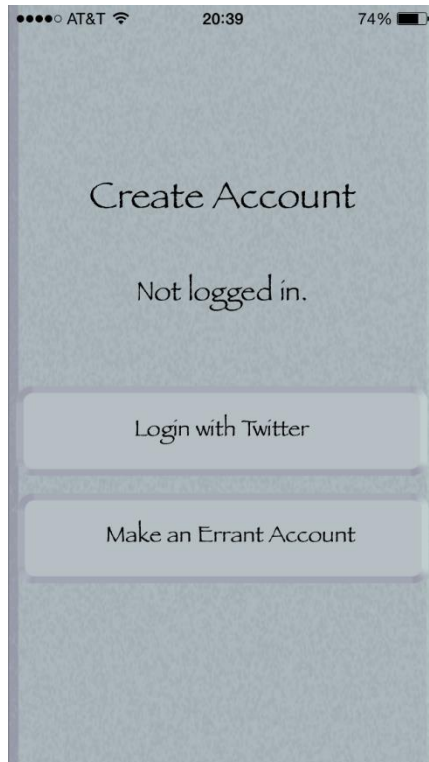 AT&T 20:39 74%
Create Account
Not logged in.
Login with Twitter
Make an Errant Account